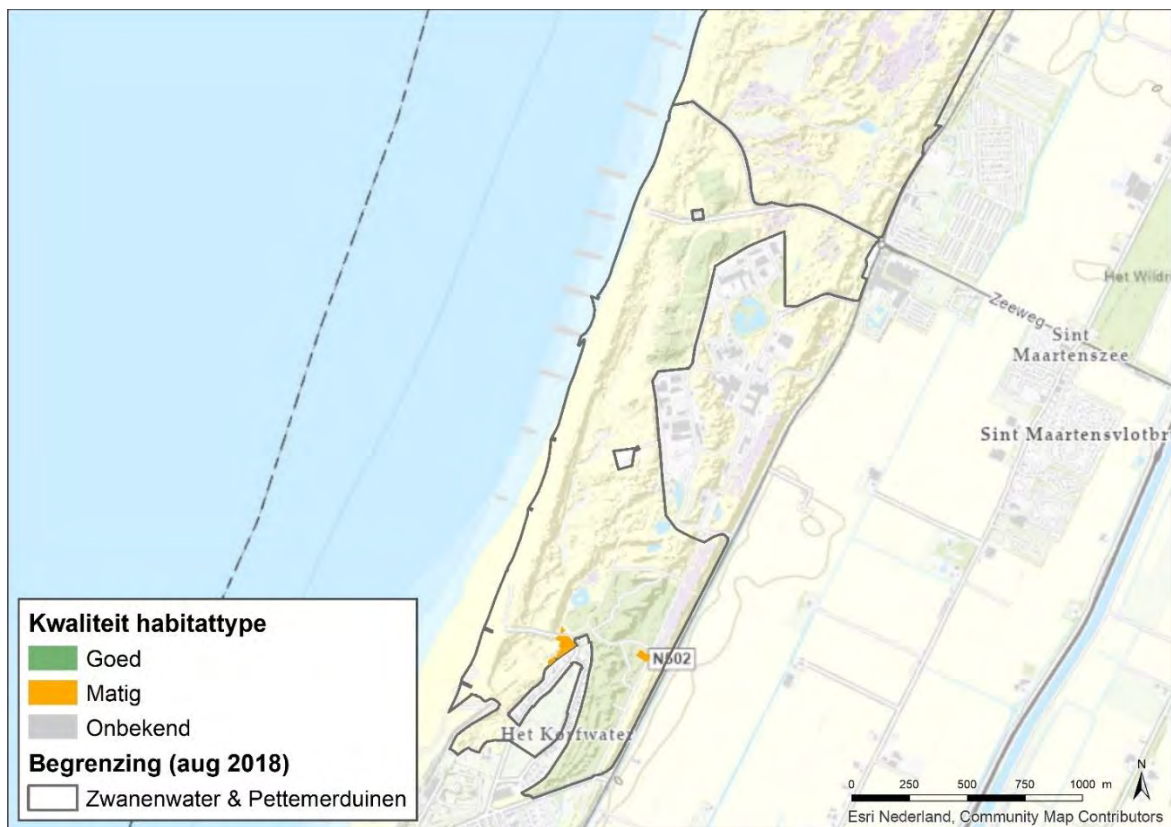 Het Wildr
Zeeweg
Sint
Maartenszee
Sint Maartensvlotbr
N502
Het Korfwater
Kwaliteit habitattype
Goed
Matig
Onbekend
Begrenzing (aug 2018)
Zwanenwater & Pettemerduinen
N
0 250 500 750 1000 m
Esri Nederland, Community Map Contributors